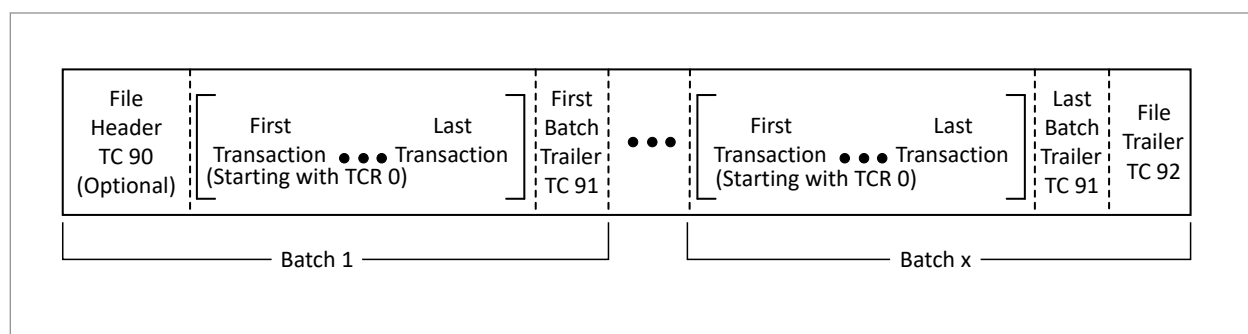 File
Header
TC 90
(Optional)
First
Transaction
Last
Transaction
(Starting with TCR 0)
First
Batch
Trailer
TC 91
First
Transaction
Last
Transaction
(Starting with TCR 0)
Last
Batch
Trailer
TC 91
File
Trailer
TC 92
Batch 1
Batch x